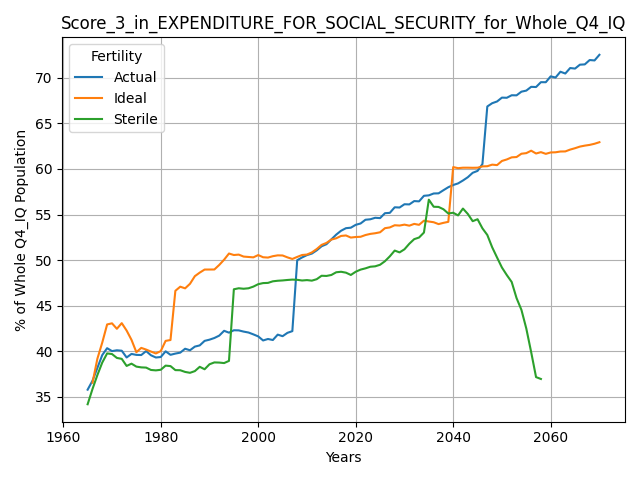 Score_3_in_EXPENDITURE_FOR_SOCIAL_SECURITY_for_Whole_Q4_IQ
Fertility
Actual
Ideal
Sterile
% of Whole Q4_IQ Population
70
65
60
55
50
45
40
35
1960
1980
2000
2020
2040
2060
Years